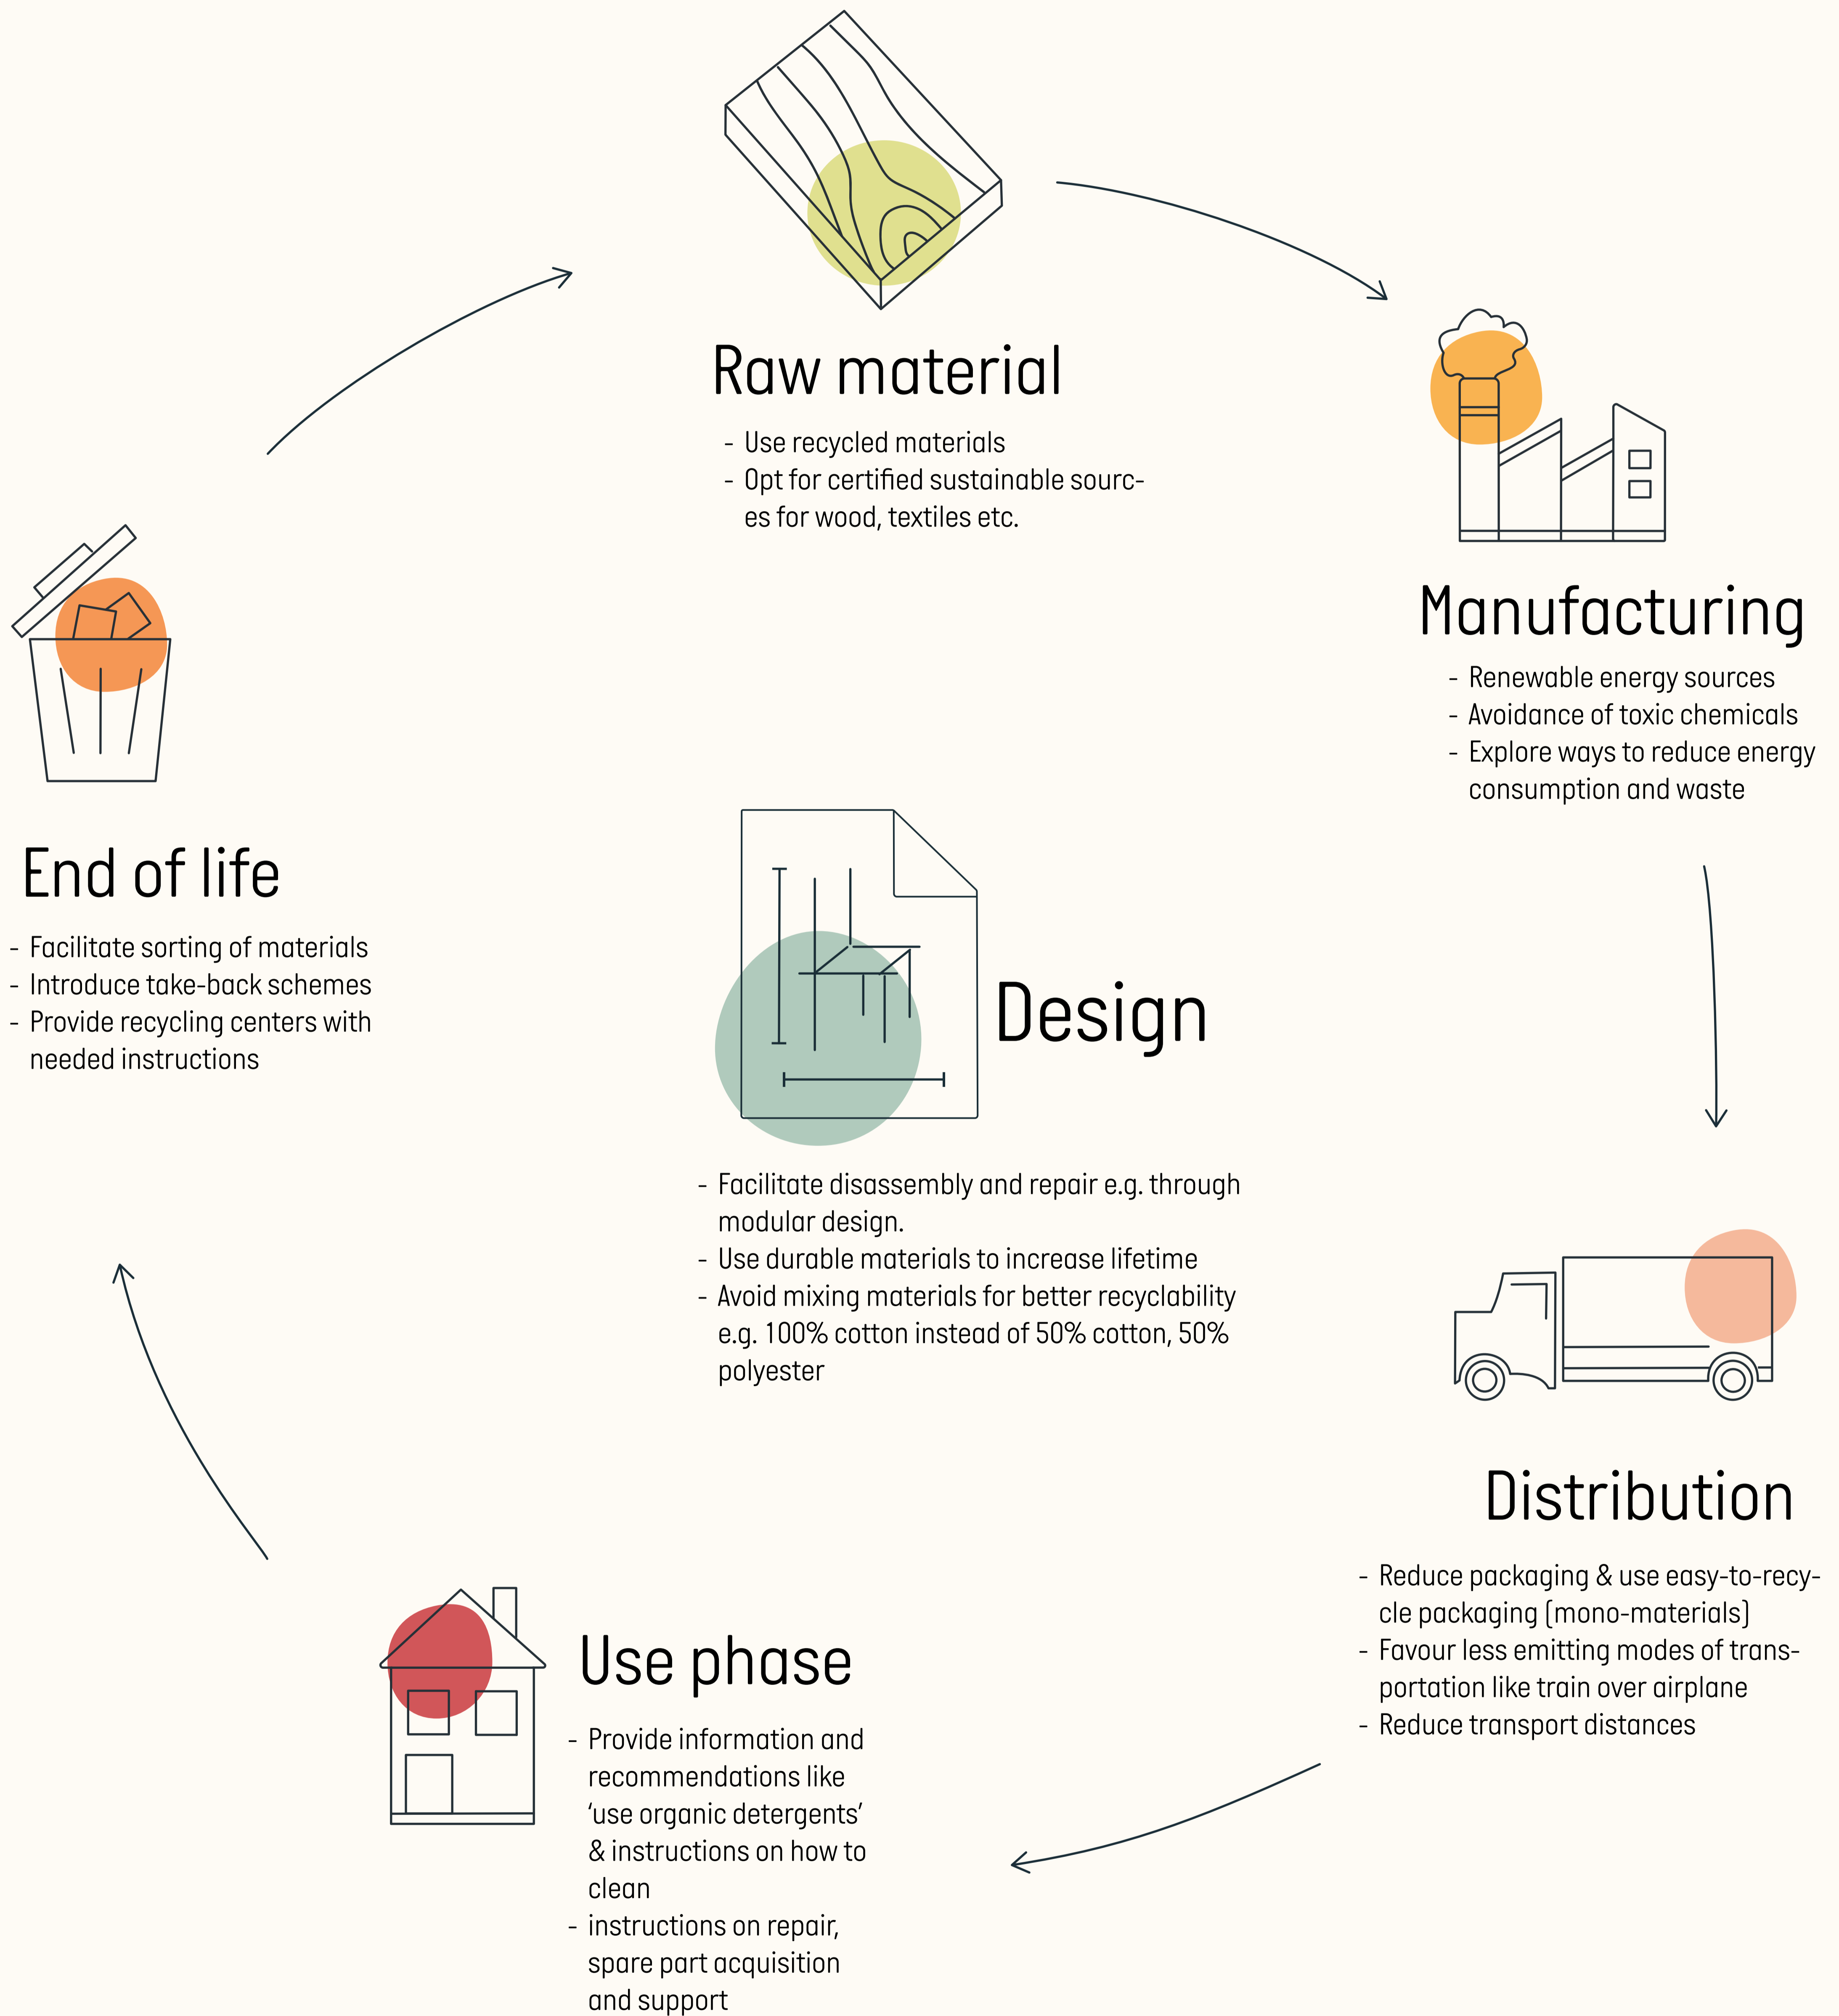 Raw material
- Use recycled materials
- Opt for certified sustainable sourc-
es for wood, textiles etc.
Manufacturing
- Renewable energy sources
- Avoidance of toxic chemicals
- Explore ways to reduce energy
consumption and waste
End of life
- Facilitate sorting of materials
- Introduce take-back schemes
- Provide recycling centers with
needed instructions
Design
- Facilitate disassembly and repair e.g. through
modular design.
- Use durable materials to increase lifetime
- Avoid mixing materials for better recyclability
e.g. 100% cotton instead of 50% cotton, 50%
polyester
Distribution
- Reduce packaging & use easy-to-recy-
cle packaging (mono-materials)
- Favour less emitting modes of trans-
portation like train over airplane
- Reduce transport distances
Use phase
- Provide information and
recommendations like
‘use organic detergents’
& instructions on how to
clean
- instructions on repair,
spare part acquisition
and support